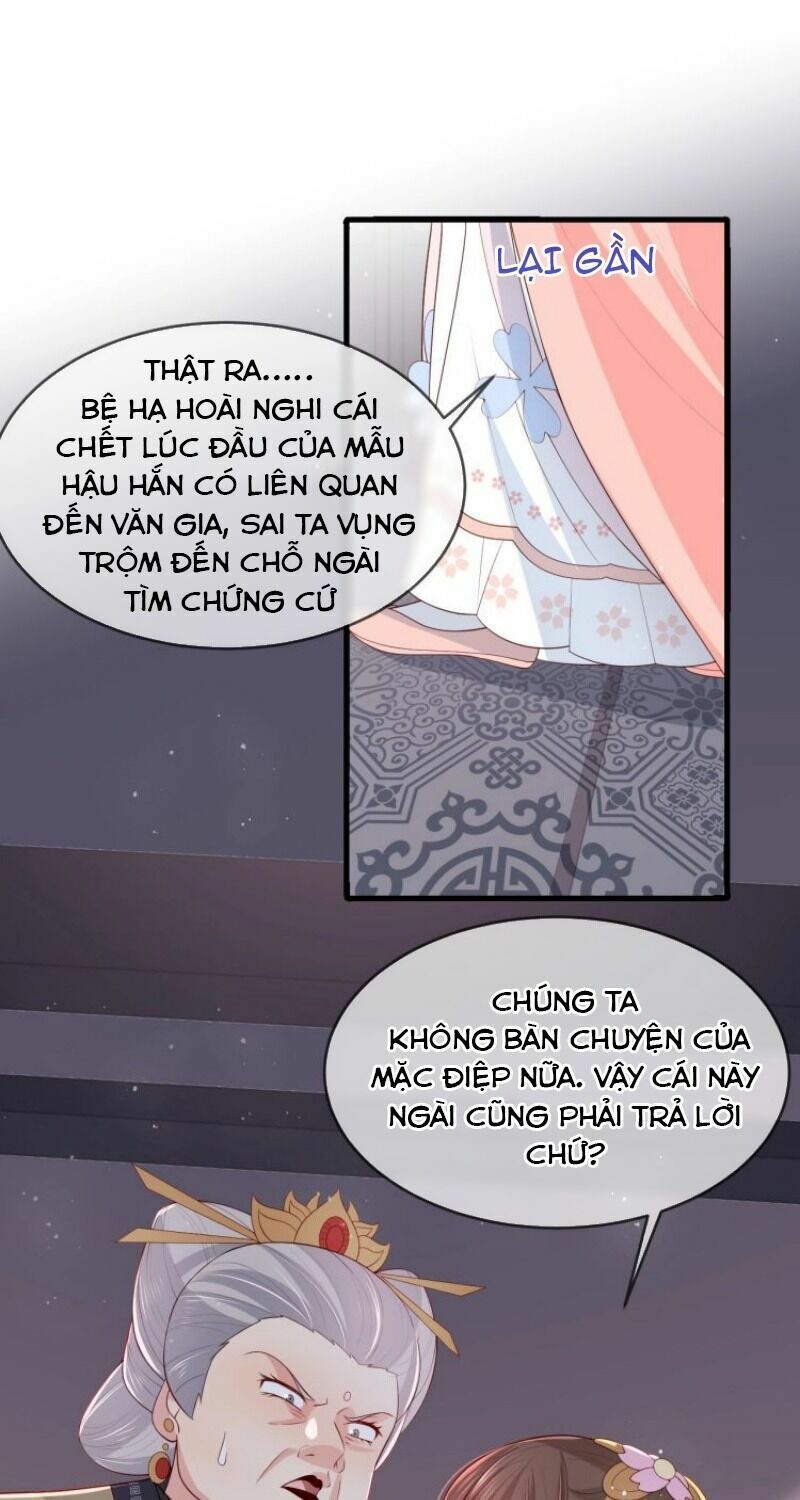 LẠI GẦN
THẬT RA.....
BỆ HẠ HOÀI NGHI CÁI
CHẾT LÚC ĐẦU CỦA MẪU
HẬU HẮN CÓ LIÊN QUAN
ĐẾN VĂN GIA, SAI TA VỤNG
TRỘM ĐẾN CHỖ NGÀI
TÌM CHỨNG CỨ
CHÚNG TA
KHÔNG BÀN CHUYỆN CỦA
MẶC ĐIỆP NỮA. VẬY CÁI NÀY
NGÀI CŨNG PHẢI TRẢ LỜI
CHỨ?